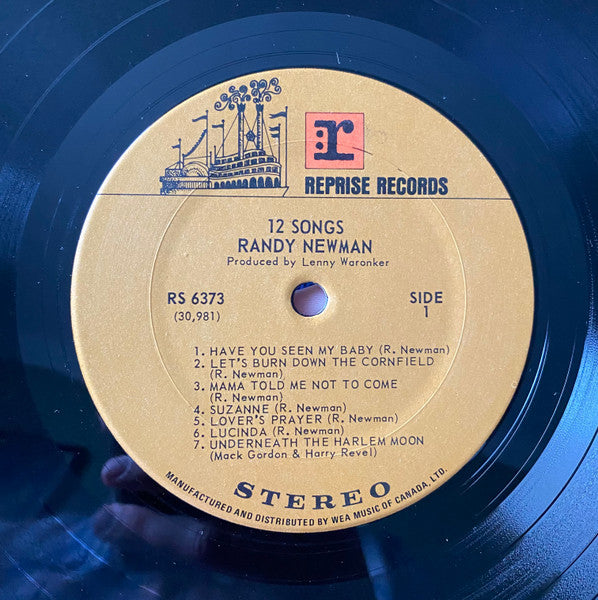 r
REPRISE RECORDS
12 SONGS
RANDY NEWMAN
Produced by Lenny Waronker
RS 6373
(30,981)
SIDE
1
1. HAVE YOU SEEN MY BABY (R. Newman)
2. LET'S BURN DOWN THE CORNFIELD
(R. Newman)
3. MAMA TOLD ME NOT TO COME
(R. Newman)
4. SUZANNE (R. Newman)
5. LOVER'S PRAYER (R. Newman)
6. LUCINDA (R. Newman)
7. UNDERNEATH THE HARLEM MOON
(Mack Gordon & Harry Revel)
STEREO
MANUFACTURED AND DISTRIBUTED BY WEA MUSIC OF CANADA, LTD.